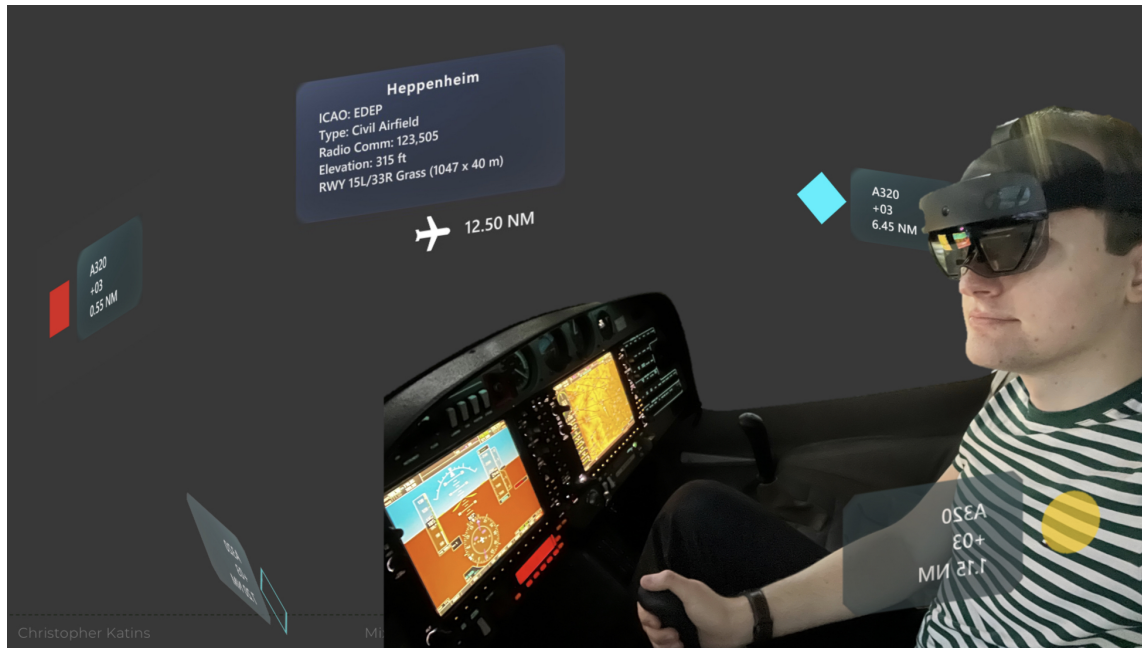 Heppenheim
ICAO: EDEP
Type: Civil Airfield
Radio Comm: 123,505
Elevation: 315 ft
RWY 15L/33R Grass (1047 x 40 m)
12.50 NM
A320
+03
6.45 NM
A320
+03
0.55 NM
A320
+03
1.15 NM
Christopher Katins